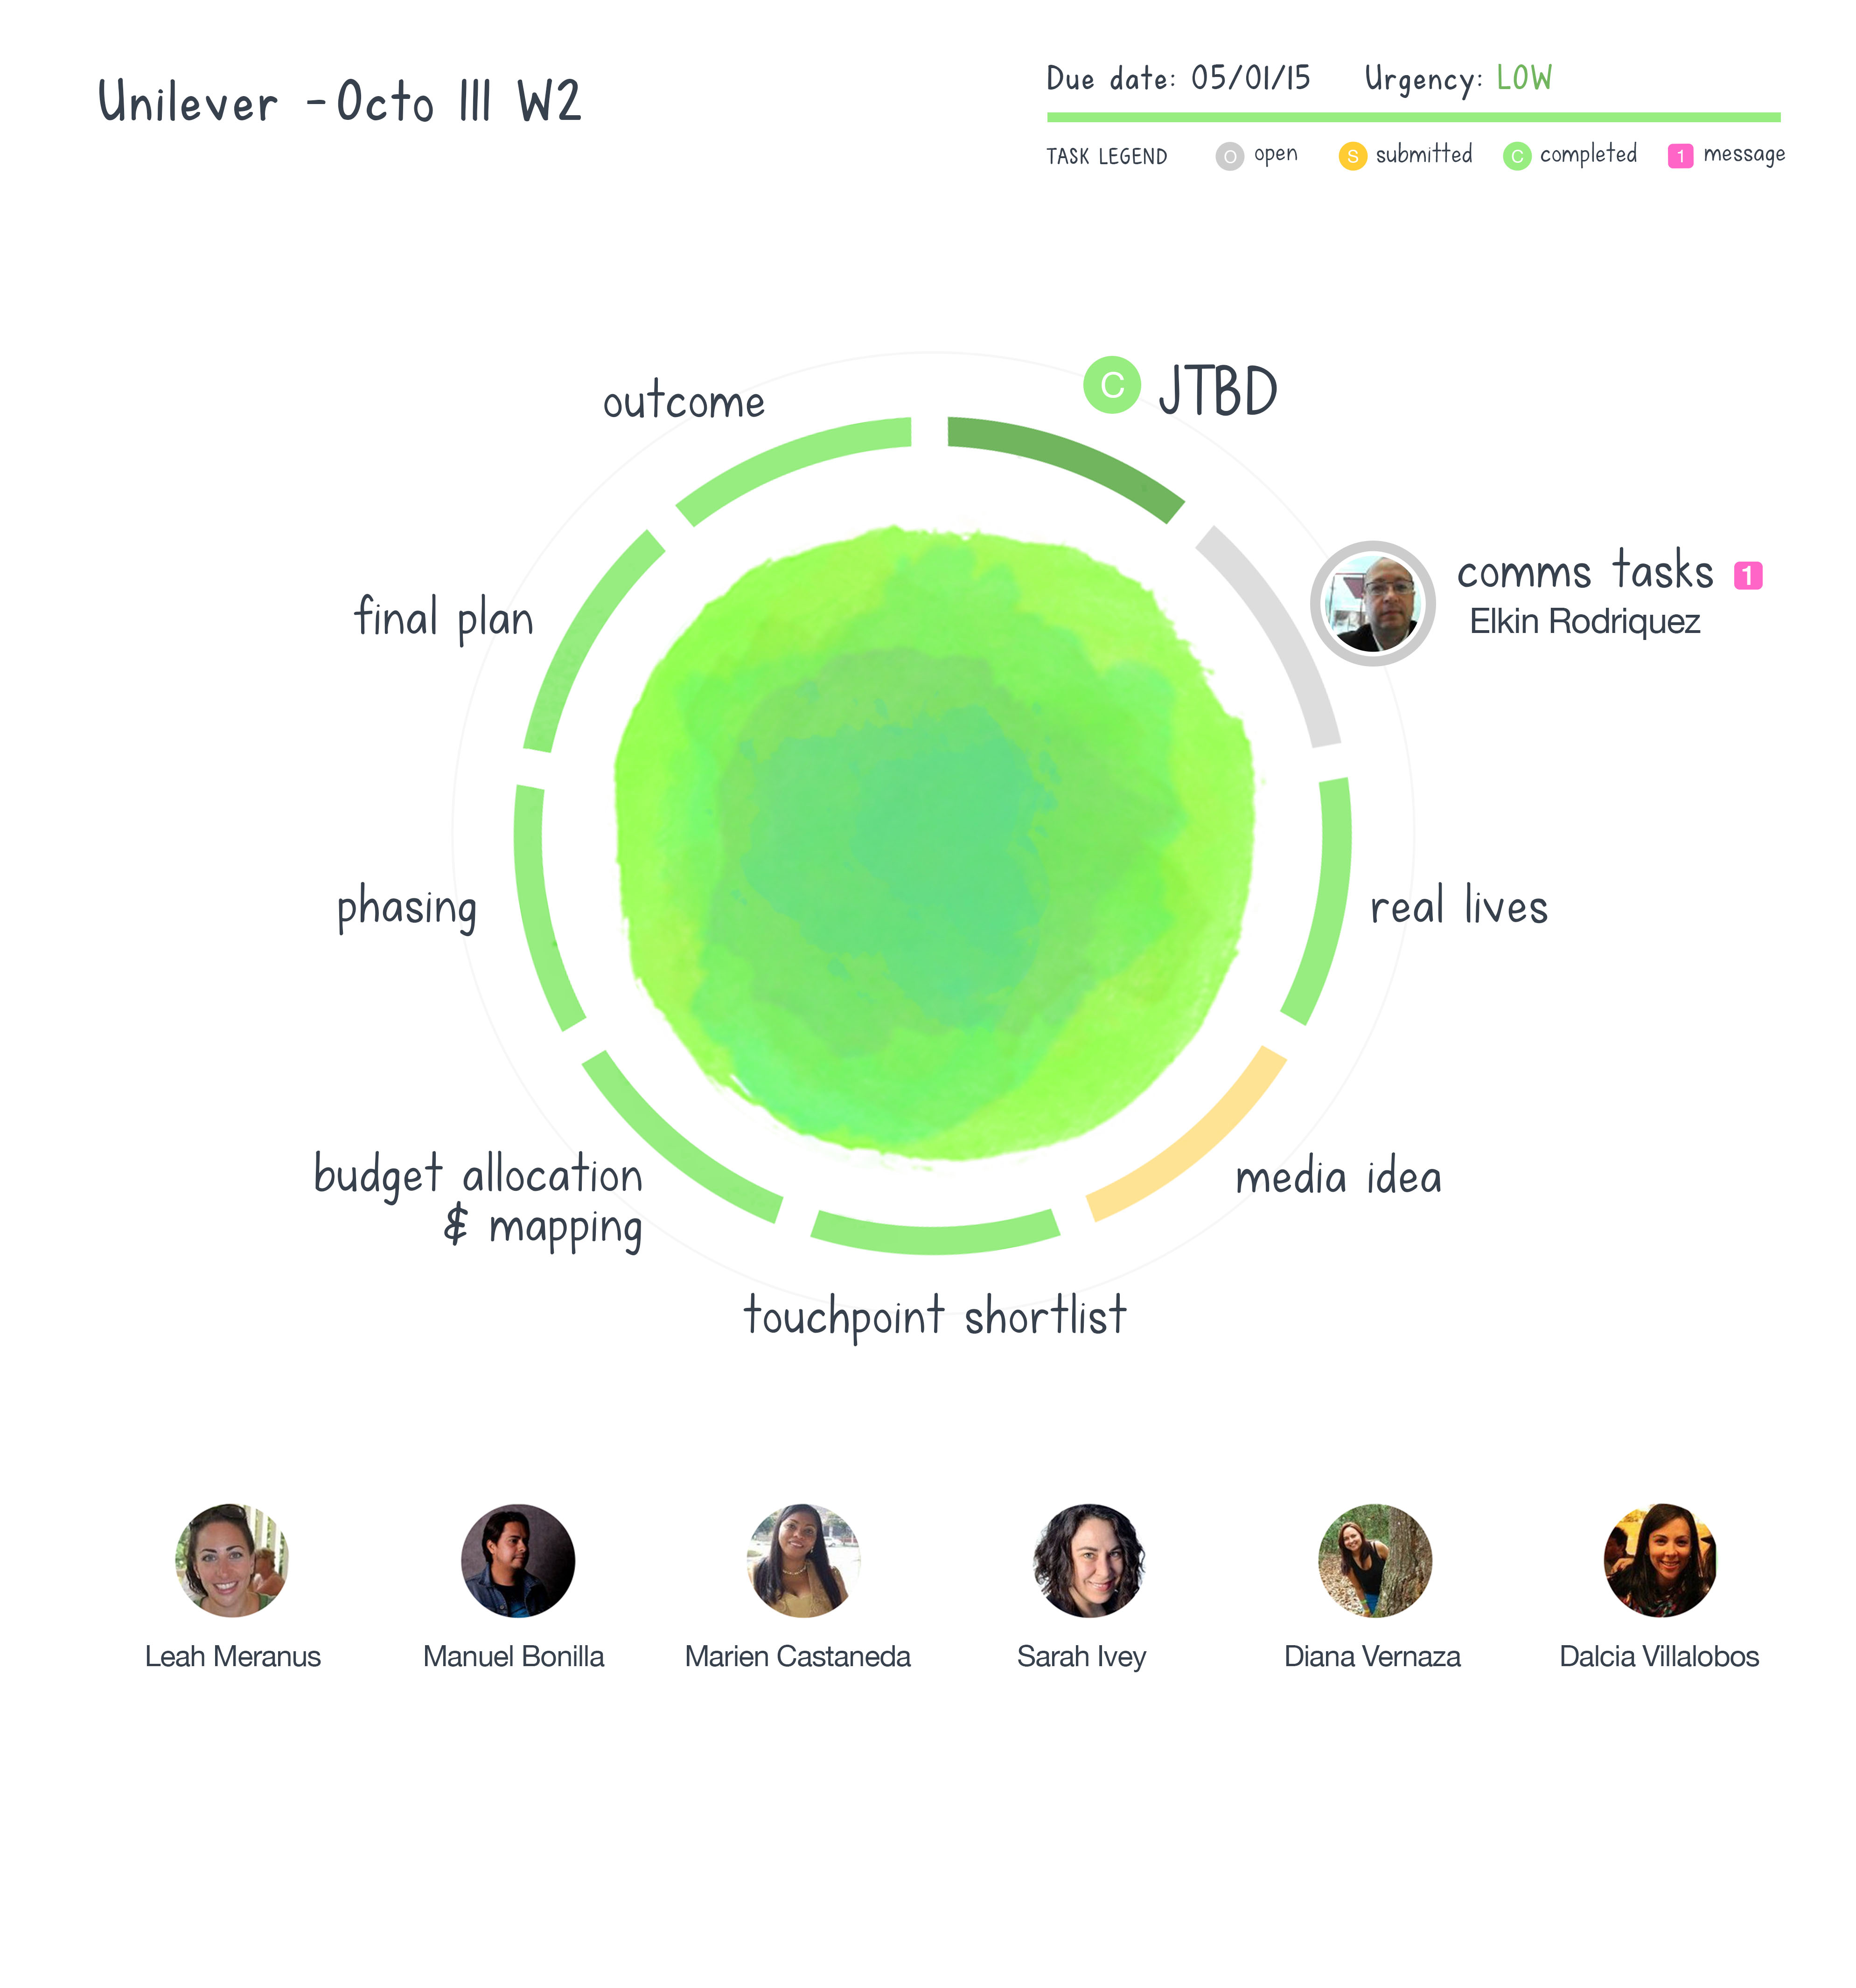 Unilever - Octo III W2
Due date: 05/01/15 Urgency: LOW
TASK LEGEND O open S submitted C completed 1 message
outcome
C JTBD
comms tasks 1
Elkin Rodriquez
final plan
phasing
real lives
budget allocation
& mapping
media idea
touchpoint shortlist
Leah Meranus
Manuel Bonilla
Marien Castaneda
Sarah Ivey
Diana Vernaza
Dalcia Villalobos